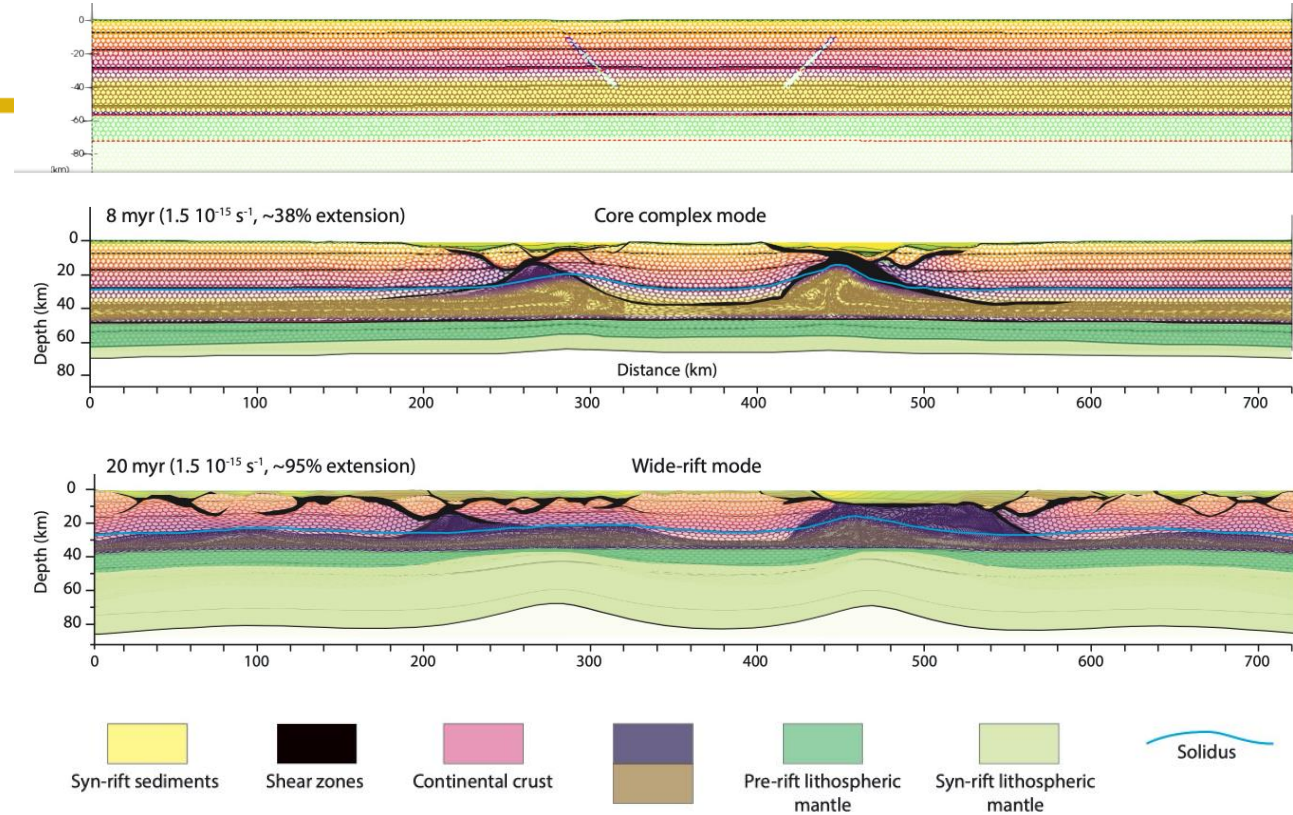 0
-20
-40
-60
-80
(km)
8 myr (1.5 10⁻¹⁵ s⁻¹, ~38% extension) Core complex mode
0
20
40
60
80
Depth (km)
Distance (km)
0 100 200 300 400 500 600 700
20 myr (1.5 10⁻¹⁵ s⁻¹, ~95% extension) Wide-rift mode
0
20
40
60
80
Depth (km)
0 100 200 300 400 500 600 700
Syn-rift sediments
Shear zones
Continental crust
Pre-rift lithospheric
mantle
Syn-rift lithospheric
mantle
Solidus